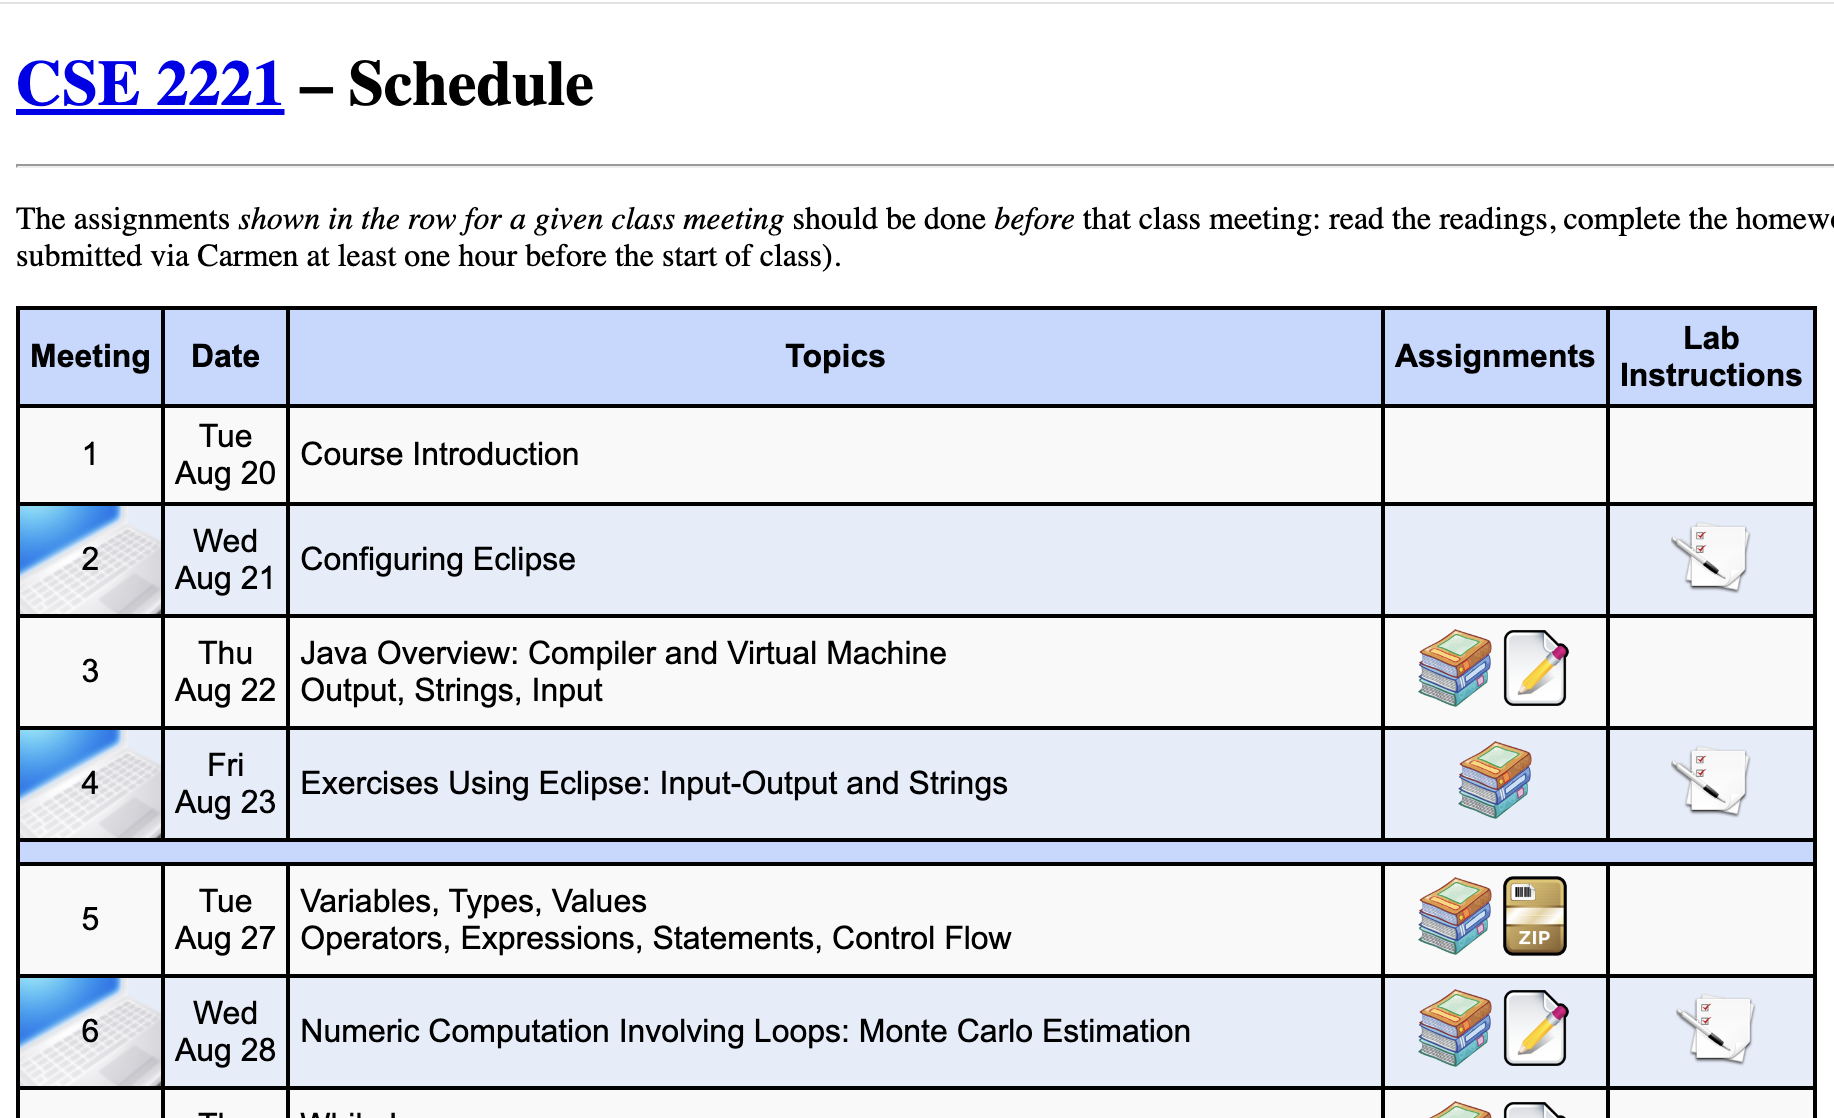 CSE 2221 – Schedule
The assignments shown in the row for a given class meeting should be done before that class meeting: read the readings, complete the
submitted via Carmen at least one hour before the start of class).
Meeting Date Topics Assignments Lab Instructions
1 Tue Aug 20 Course Introduction
2 Wed Aug 21 Configuring Eclipse
3 Thu Aug 22 Java Overview: Compiler and Virtual Machine
Output, Strings, Input
4 Fri Aug 23 Exercises Using Eclipse: Input-Output and Strings
5 Tue Aug 27 Variables, Types, Values
Operators, Expressions, Statements, Control Flow
ZIP
6 Wed Aug 28 Numeric Computation Involving Loops: Monte Carlo Estimation